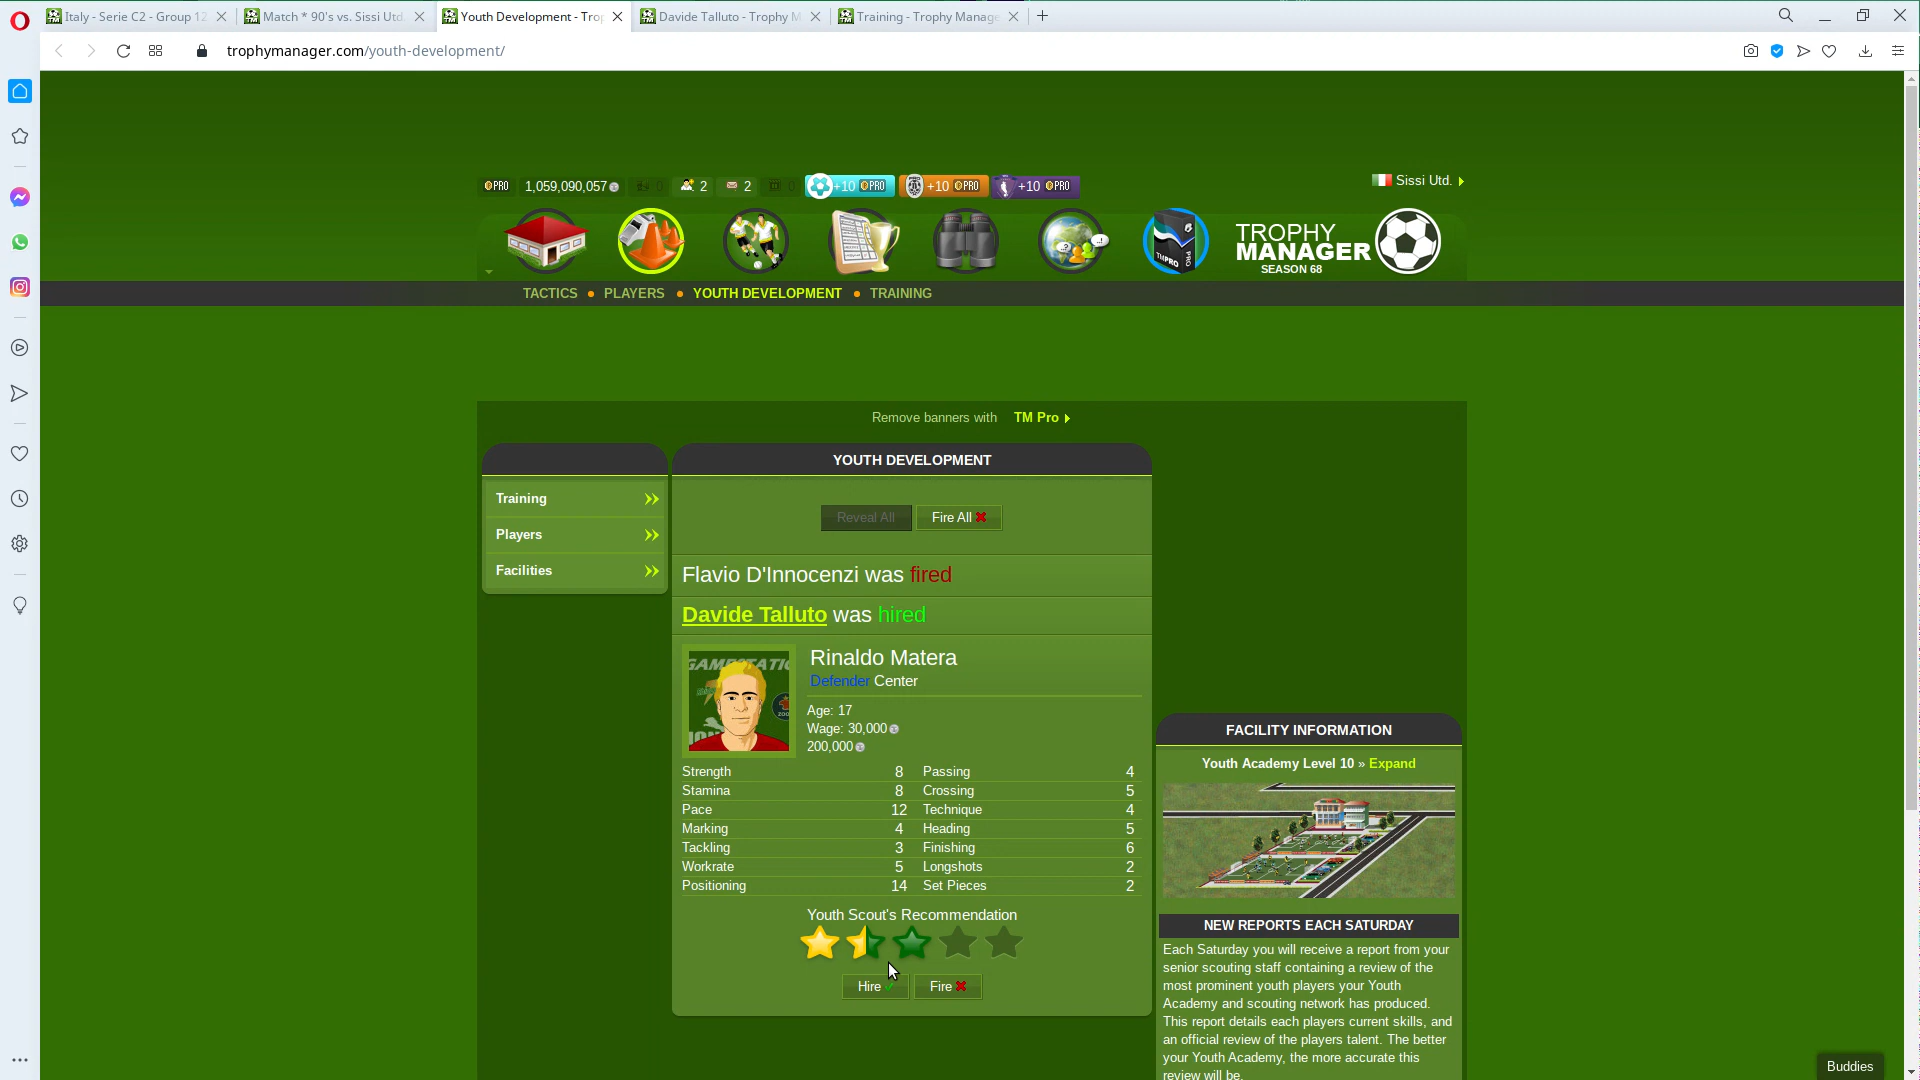 Italy - Serie C2 - Group 12
Match * 90's vs. Sissi Utd.
Youth Development - Tro
Davide Talluto - Trophy M
Training - Trophy Manage
trophymanager.com/youth-development/
PRO 1,059,090,057 0 2 2 0 +10 PRO +10 PRO +10 PRO
Sissi Utd.
TROPHY
MANAGER
SEASON 68
TACTICS PLAYERS YOUTH DEVELOPMENT TRAINING
Remove banners with TM Pro
Training
Players
Facilities
YOUTH DEVELOPMENT
Reveal All Fire All
Flavio D'Innocenzi was fired
Davide Talluto was hired
Rinaldo Matera
Defender Center
Age: 17
Wage: 30,000
200,000
Strength 8 Passing 4
Stamina 8 Crossing 5
Pace 12 Technique 4
Marking 4 Heading 5
Tackling 3 Finishing 6
Workrate 5 Longshots 2
Positioning 14 Set Pieces 2
Youth Scout's Recommendation
Hire Fire
FACILITY INFORMATION
Youth Academy Level 10 » Expand
NEW REPORTS EACH SATURDAY
Each Saturday you will receive a report from your
senior scouting staff containing a review of the
most prominent youth players your Youth
Academy and scouting network has produced.
This report details each players current skills, and
an official review of the players talent. The better
your Youth Academy, the more accurate this
review will be.
Buddies